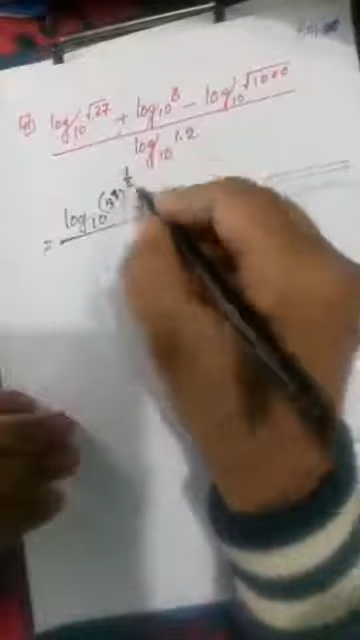 Q) log₁₀√27 + log₁₀8 - log₁₀√1000
log₁₀1.2
= log₁₀(3³)^1/2